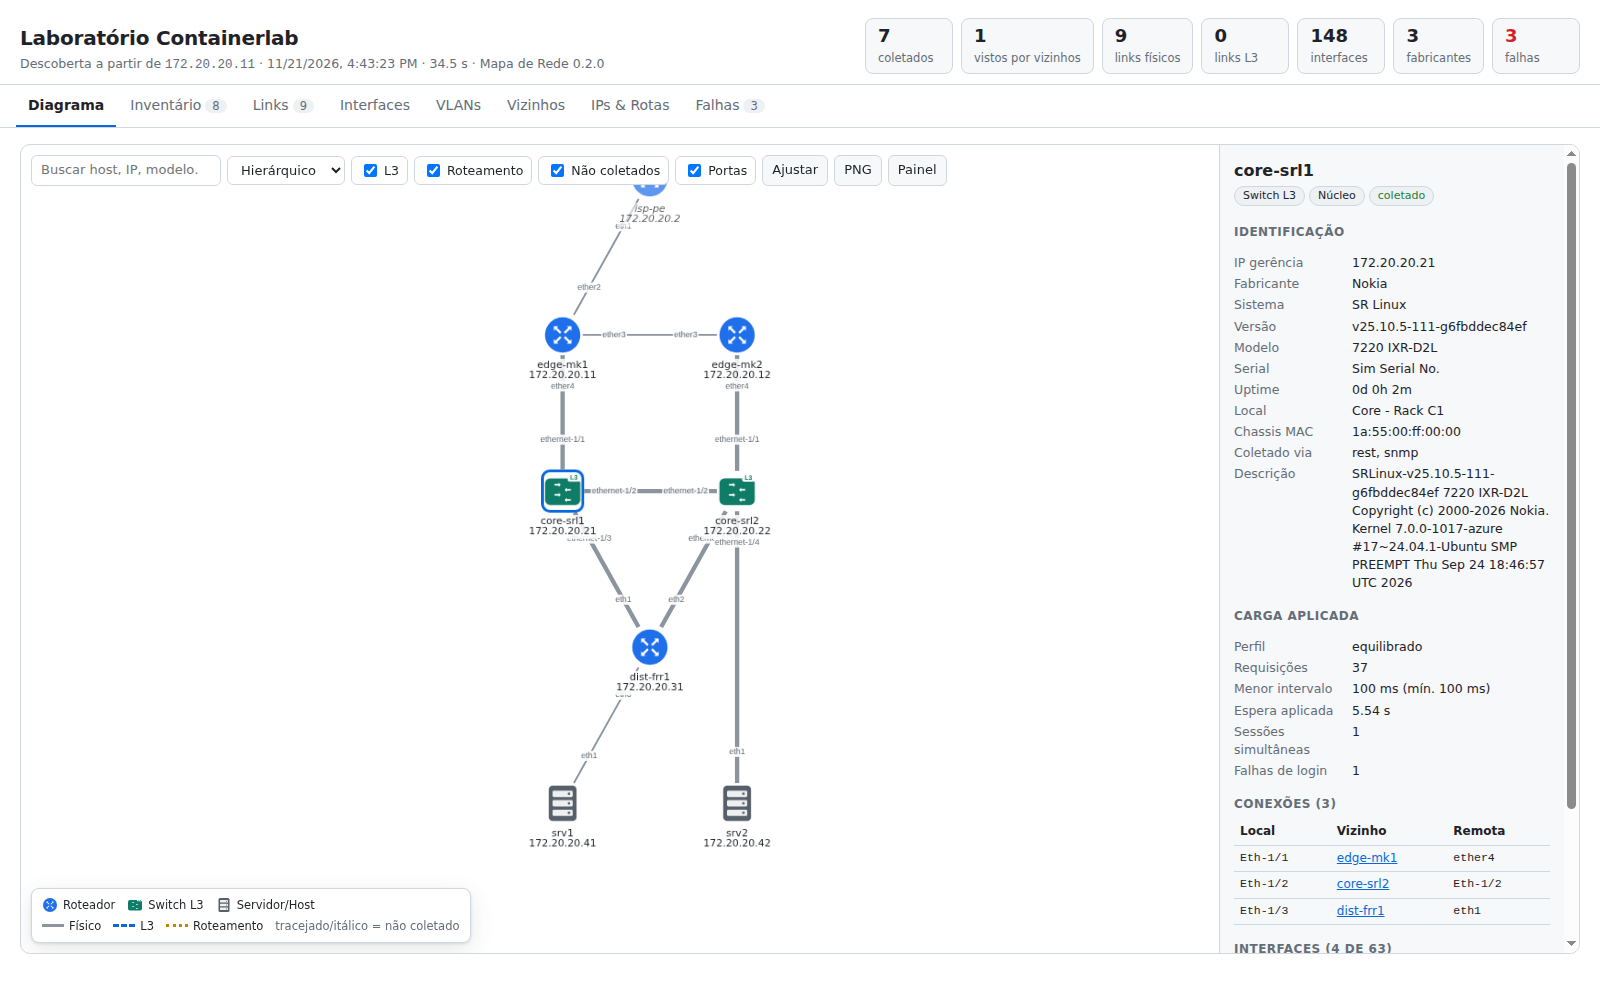 Laboratório Containerlab
Descoberta a partir de 172.20.20.11 · 11/21/2026, 4:43:23 PM · 34.5 s · Mapa de Rede 0.2.0
7
coletados
1
vistos por vizinhos
9
links físicos
0
links L3
148
interfaces
3
fabricantes
3
falhas
Diagrama
Inventário 8
Links 9
Interfaces
VLANs
Vizinhos
IPs & Rotas
Falhas 3
Buscar host, IP, modelo.
Hierárquico
L3
Roteamento
Não coletados
Portas
Ajustar
PNG
Painel
isp-pe
172.20.20.2
eth1
ether2
ether3
ether3
edge-mk1
172.20.20.11
ether4
edge-mk2
172.20.20.12
ether4
ethernet-1/1
ethernet-1/1
L3
L3
ethernet-1/2
ethernet-1/2
core-srl1
172.20.20.21
ethernet-1/3
core-srl2
172.20.20.22
ethernet-1/4
eth1
eth2
dist-frr1
172.20.20.31
eth1
eth1
srv1
172.20.20.41
srv2
172.20.20.42
Roteador
Switch L3
Servidor/Host
Físico
L3
Roteamento
tracejado/itálico = não coletado
core-srl1
Switch L3
Núcleo
coletado
IDENTIFICAÇÃO
IP gerência 172.20.20.21
Fabricante Nokia
Sistema SR Linux
Versão v25.10.5-111-g6fbddec84ef
Modelo 7220 IXR-D2L
Serial Sim Serial No.
Uptime 0d 0h 2m
Local Core - Rack C1
Chassis MAC 1a:55:00:ff:00:00
Coletado via rest, snmp
Descrição SRLinux-v25.10.5-111-
g6fbddec84ef 7220 IXR-D2L
Copyright (c) 2000-2026 Nokia.
Kernel 7.0.0-1017-azure
#17~24.04.1-Ubuntu SMP
PREEMPT Thu Sep 24 18:46:57
UTC 2026
CARGA APLICADA
Perfil equilibrado
Requisições 37
Menor intervalo 100 ms (mín. 100 ms)
Espera aplicada 5.54 s
Sessões 1
simultâneas
Falhas de login 1
CONEXÕES (3)
Local Vizinho Remota
Eth-1/1 edge-mk1 ether4
Eth-1/2 core-srl2 Eth-1/2
Eth-1/3 dist-frr1 eth1
INTERFACES (4 DE 63)